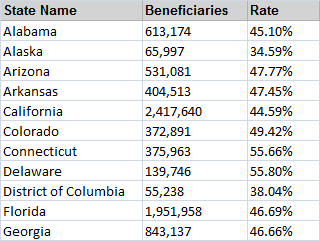 State Name Beneficiaries Rate
Alabama 613,174 45.10%
Alaska 65,997 34.59%
Arizona 531,081 47.77%
Arkansas 404,513 47.45%
California 2,417,640 44.59%
Colorado 372,891 49.42%
Connecticut 375,963 55.66%
Delaware 139,746 55.80%
District of Columbia 55,238 38.04%
Florida 1,951,958 46.69%
Georgia 843,137 46.66%